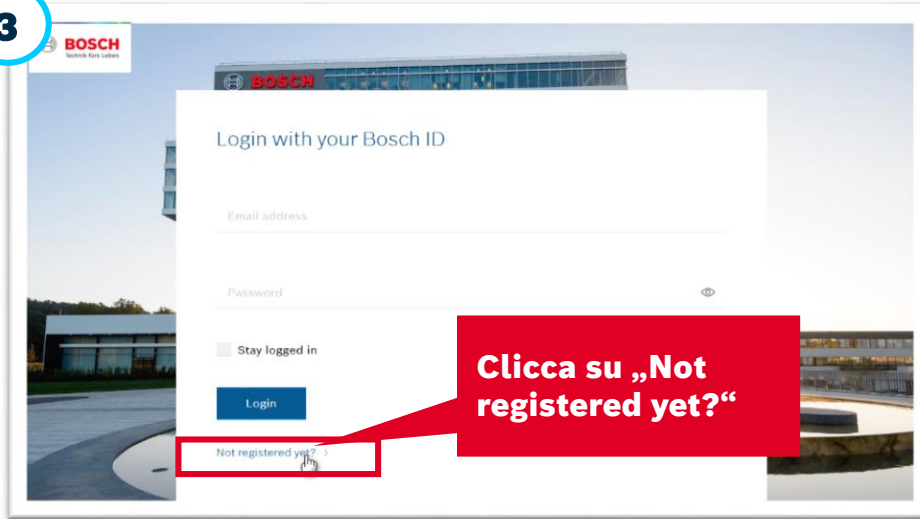 3
BOSCH
Technik fürs Leben
BOSCH
Login with your Bosch ID
Email address
Password
Stay logged in
Clicca su „Not
registered yet?“
Login
Not registered yet?